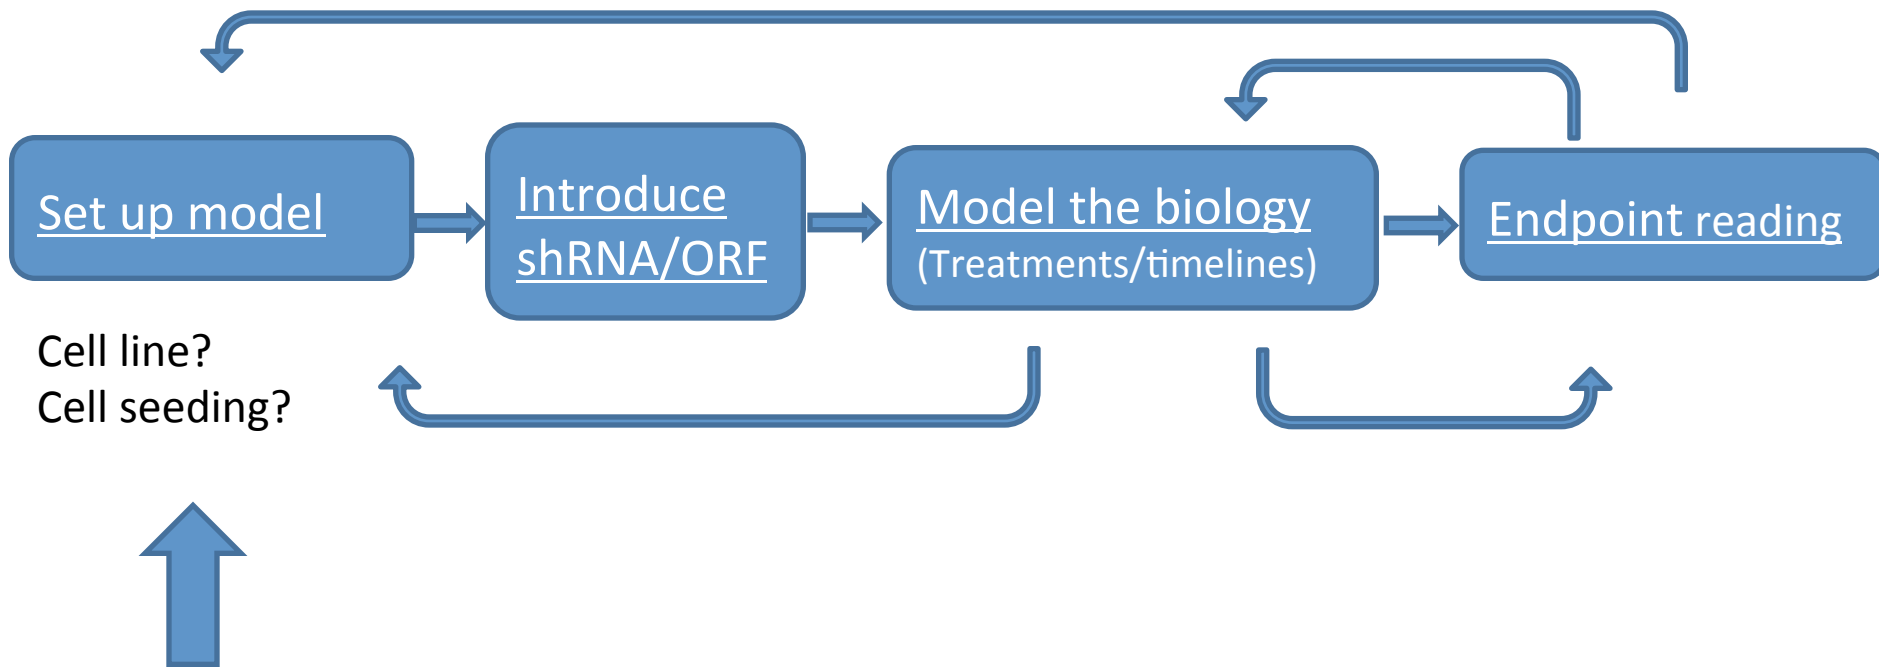 Set up model
Introduce
shRNA/ORF
Model the biology
(Treatments/timelines)
Endpoint reading
Cell line?
Cell seeding?